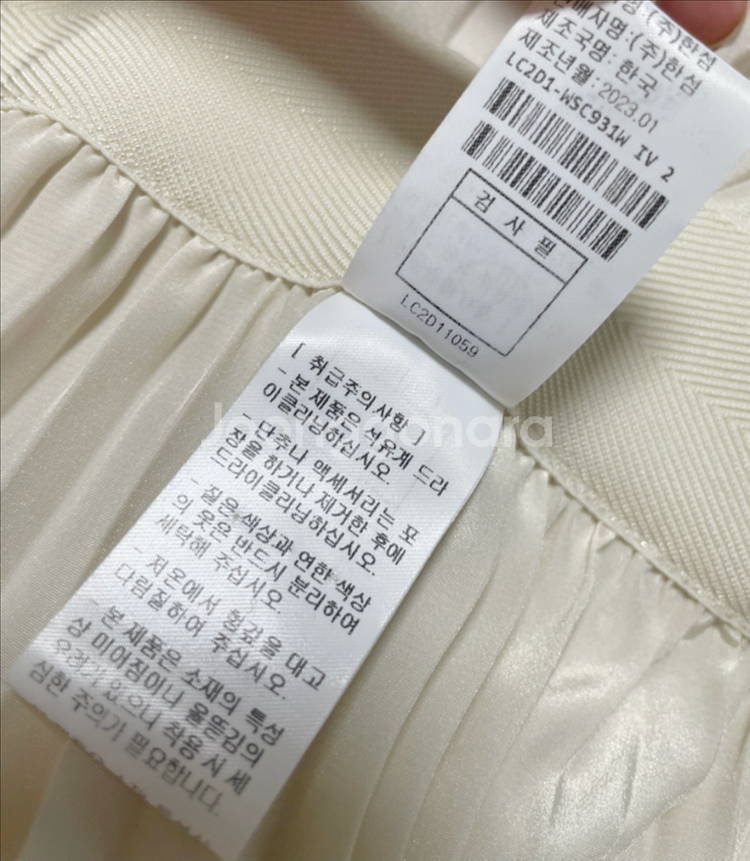 명:(주)한섬
판매자명:(주)한섬
제조국명:한국
제조년월:2023.01
LC2D1-WSC931W IV 2
검 사 필
LC2D11059
[ 취급주의사항 ]
- 본 제품은 석유계 드라
이클리닝하십시오.
- 단추나 액세서리는 포
장을 하거나 제거한 후에
드라이클리닝하십시오.
- 짙은 색상과 연한 색상
의 옷은 반드시 분리하여
세탁해 주십시오.
- 저온에서 헝겊을 대고
다림질하여 주십시오.
본 제품은 소재의 특성
상 미어짐이나 올뜯김의
우려가 있으니 착용 시 세
심한 주의가 필요합니다.
Joonggonara